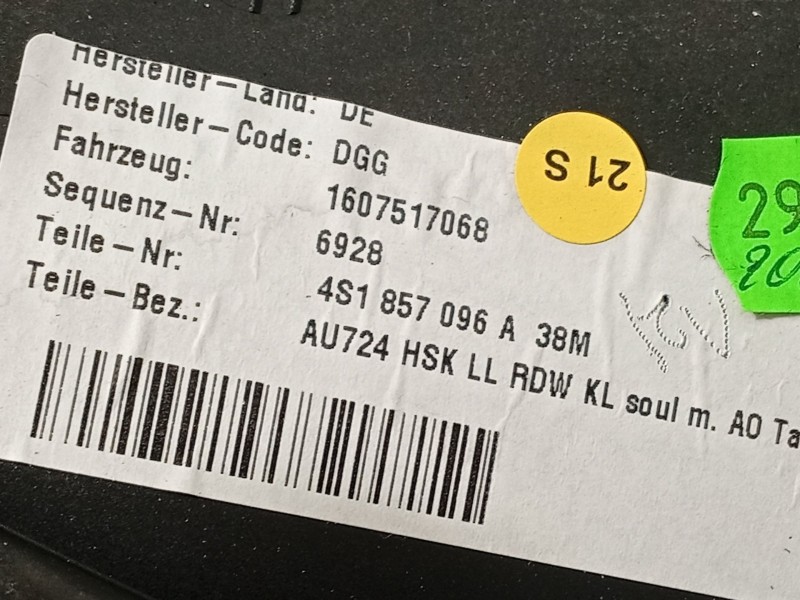 Hersteller-Land: DE
Hersteller-Code: DGG
Fahrzeug: 1607517068
Sequenz-Nr: 6928
Teile-Nr: 4S1 857 096 A 38M
Teile-Bez.: AU724 HSK LL RDW KL soul m. AO Ta
21 S
29
20